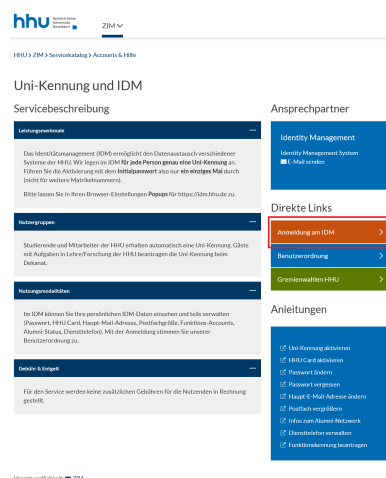 hhu Heinrich Heine
Universität
Düsseldorf
ZIM
HHU > ZIM > Servicekatalog > Accounts & Hilfe
Uni-Kennung und IDM
Servicebeschreibung
Leistungsmerkmale
Das Identitätsmanagement (IDM) ermöglicht den Datenaustausch verschiedener
Systeme der HHU. Wir legen im IDM für jede Person genau eine Uni-Kennung an.
Führen Sie die Aktivierung mit dem Initialpasswort also nur ein einziges Mal durch
(nicht für weitere Matrikelnummern).
Bitte lassen Sie in Ihren Browser-Einstellungen Popups für https://idm.hhu.de zu.
Nutzergruppen
Studierende und Mitarbeiter der HHU erhalten automatisch eine Uni-Kennung. Gäste
mit Aufgaben in Lehre/Forschung der HHU beantragen die Uni-Kennung beim
Dekanat.
Nutzungsmodalitäten
Im IDM können Sie Ihre persönlichen IDM-Daten einsehen und teils verwalten
(Passwort, HHU Card, Haupt-Mail-Adresse, Postfachgröße, Funktions-Accounts,
Alumni-Status, Diensttelefon). Mit der Anmeldung stimmen Sie unserer
Benutzerordnung zu.
Gebühr & Entgelt
Für den Service werden keine zusätzlichen Gebühren für die Nutzenden in Rechnung
gestellt.
Ansprechpartner
Identity Management
Identity Management System
E-Mail senden
Direkte Links
Anmeldung am IDM
Benutzerordnung
Gremienwahlen HHU
Anleitungen
Uni-Kennung aktivieren
HHU Card aktivieren
Passwort ändern
Passwort vergessen
Haupt-E-Mail-Adresse ändern
Postfach vergrößern
Infos zum Alumni-Netzwerk
Diensttelefon verwalten
Funktionskennung beantragen